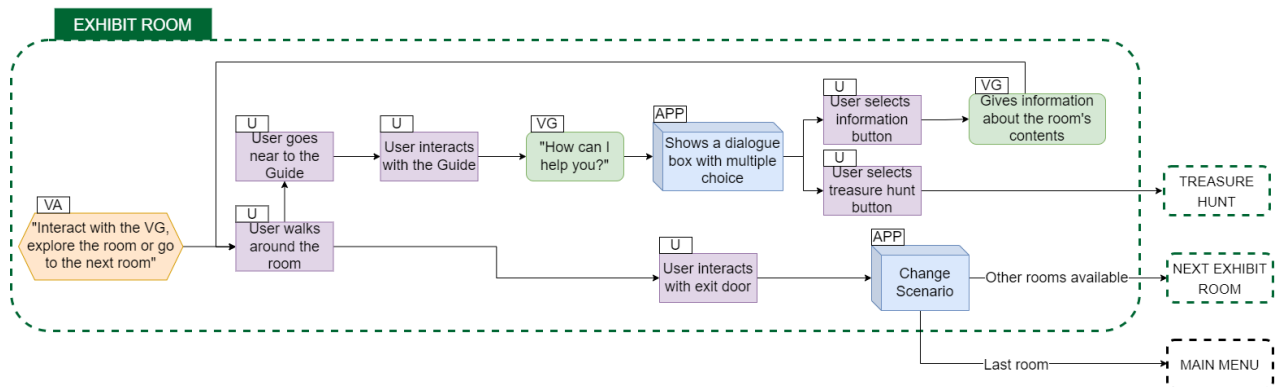 EXHIBIT ROOM
U
User selects
information
button
VG
Gives information
about the room's
contents
U
User goes
near to the
Guide
U
User interacts
with the Guide
VG
"How can I
help you?"
APP
Shows a dialogue
box with multiple
choice
U
User selects
treasure hunt
button
TREASURE
HUNT
VA
"Interact with the VG,
explore the room or go
to the next room"
U
User walks
around the
room
U
User interacts
with exit door
APP
Change
Scenario
Other rooms available
NEXT EXHIBIT
ROOM
Last room
MAIN MENU